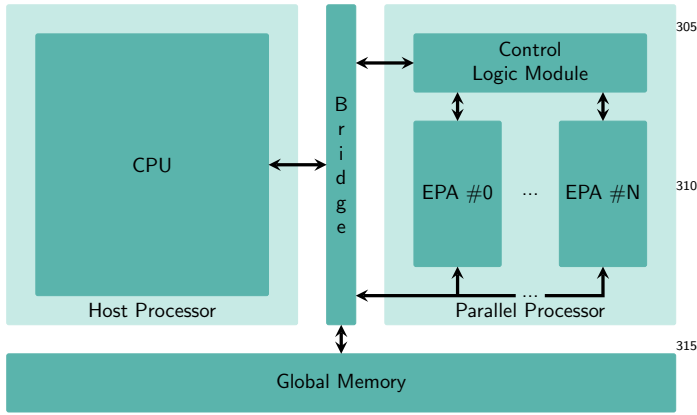 305
Control
Logic Module
B
r
i
d
g
e
CPU
EPA #0
...
EPA #N
310
...
Host Processor
Parallel Processor
315
Global Memory